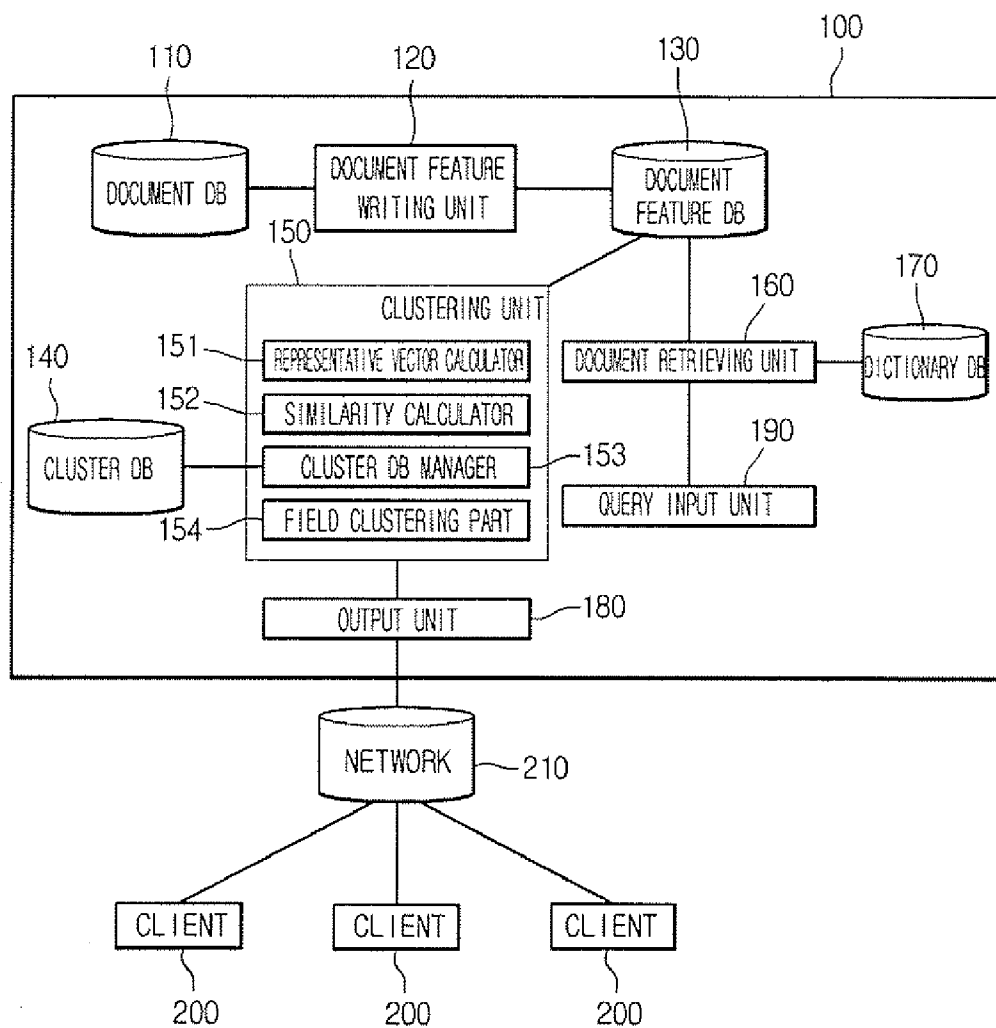 100
110
120
130
DOCUMENT DB
DOCUMENT FEATURE
WRITING UNIT
DOCUMENT
FEATURE DB
150
CLUSTERING UNIT
160
170
140
151
REPRESENTATIVE VECTOR CALCULATOR
DOCUMENT RETRIEVING UNIT
DICTIONARY DB
152
SIMILARITY CALCULATOR
190
CLUSTER DB
CLUSTER DB MANAGER
153
QUERY INPUT UNIT
154
FIELD CLUSTERING PART
OUTPUT UNIT
180
NETWORK
210
CLIENT
CLIENT
CLIENT
200
200
200